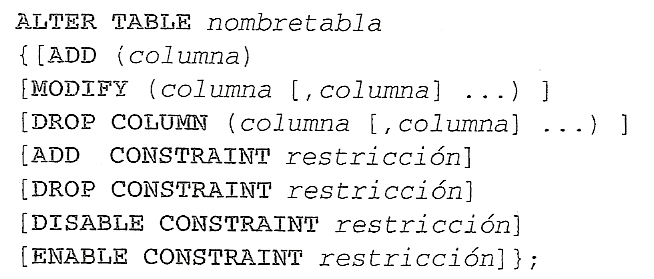 ALTER TABLE nombretabla
{[ADD (columna)
[MODIFY (columna [,columna] ...) ]
[DROP COLUMN (columna [,columna] ...) ]
[ADD CONSTRAINT restricción]
[DROP CONSTRAINT restricción]
[DISABLE CONSTRAINT restricción]
[ENABLE CONSTRAINT restricción]};